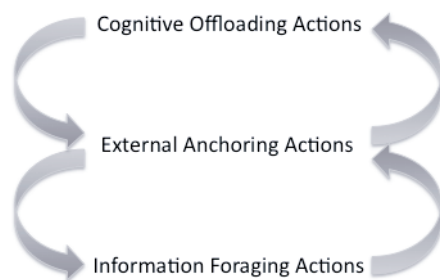 Cognitive Offloading Actions
External Anchoring Actions
Information Foraging Actions